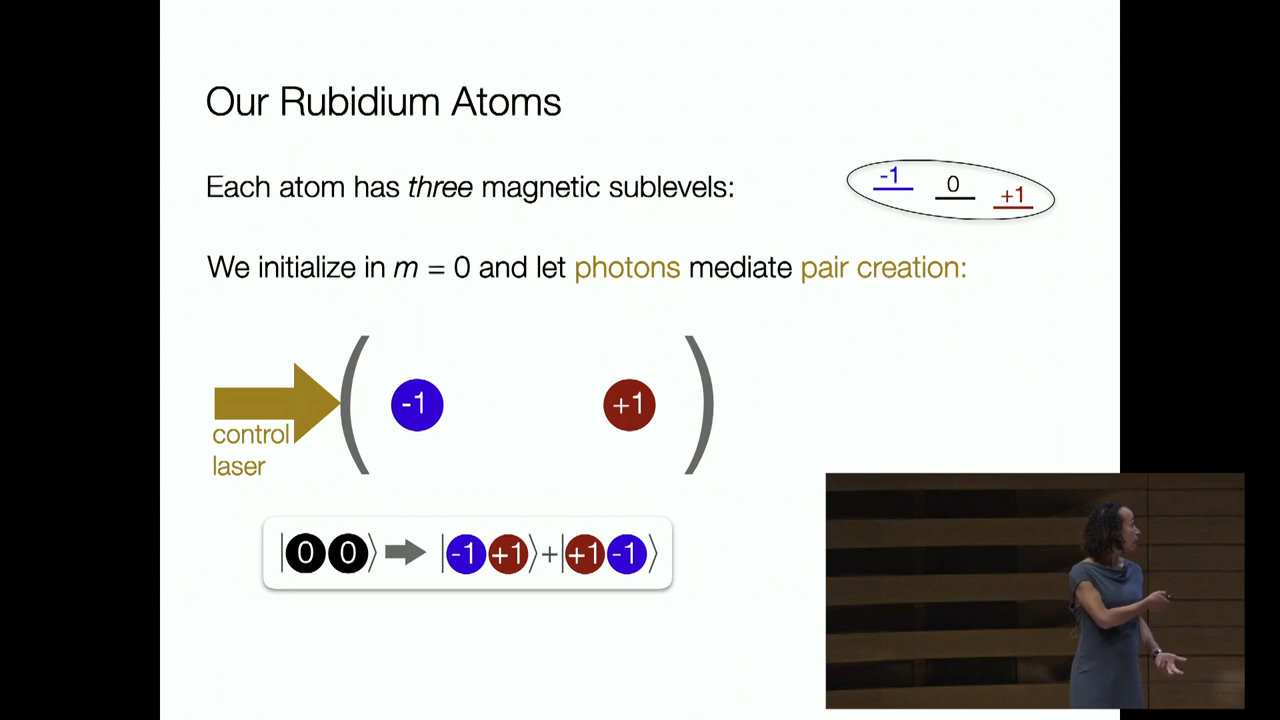 Our Rubidium Atoms
Each atom has three magnetic sublevels:
-1 0 +1
We initialize in m = 0 and let photons mediate pair creation:
-1 +1
control
laser
|0 0⟩ → |-1 +1⟩+|+1 -1⟩